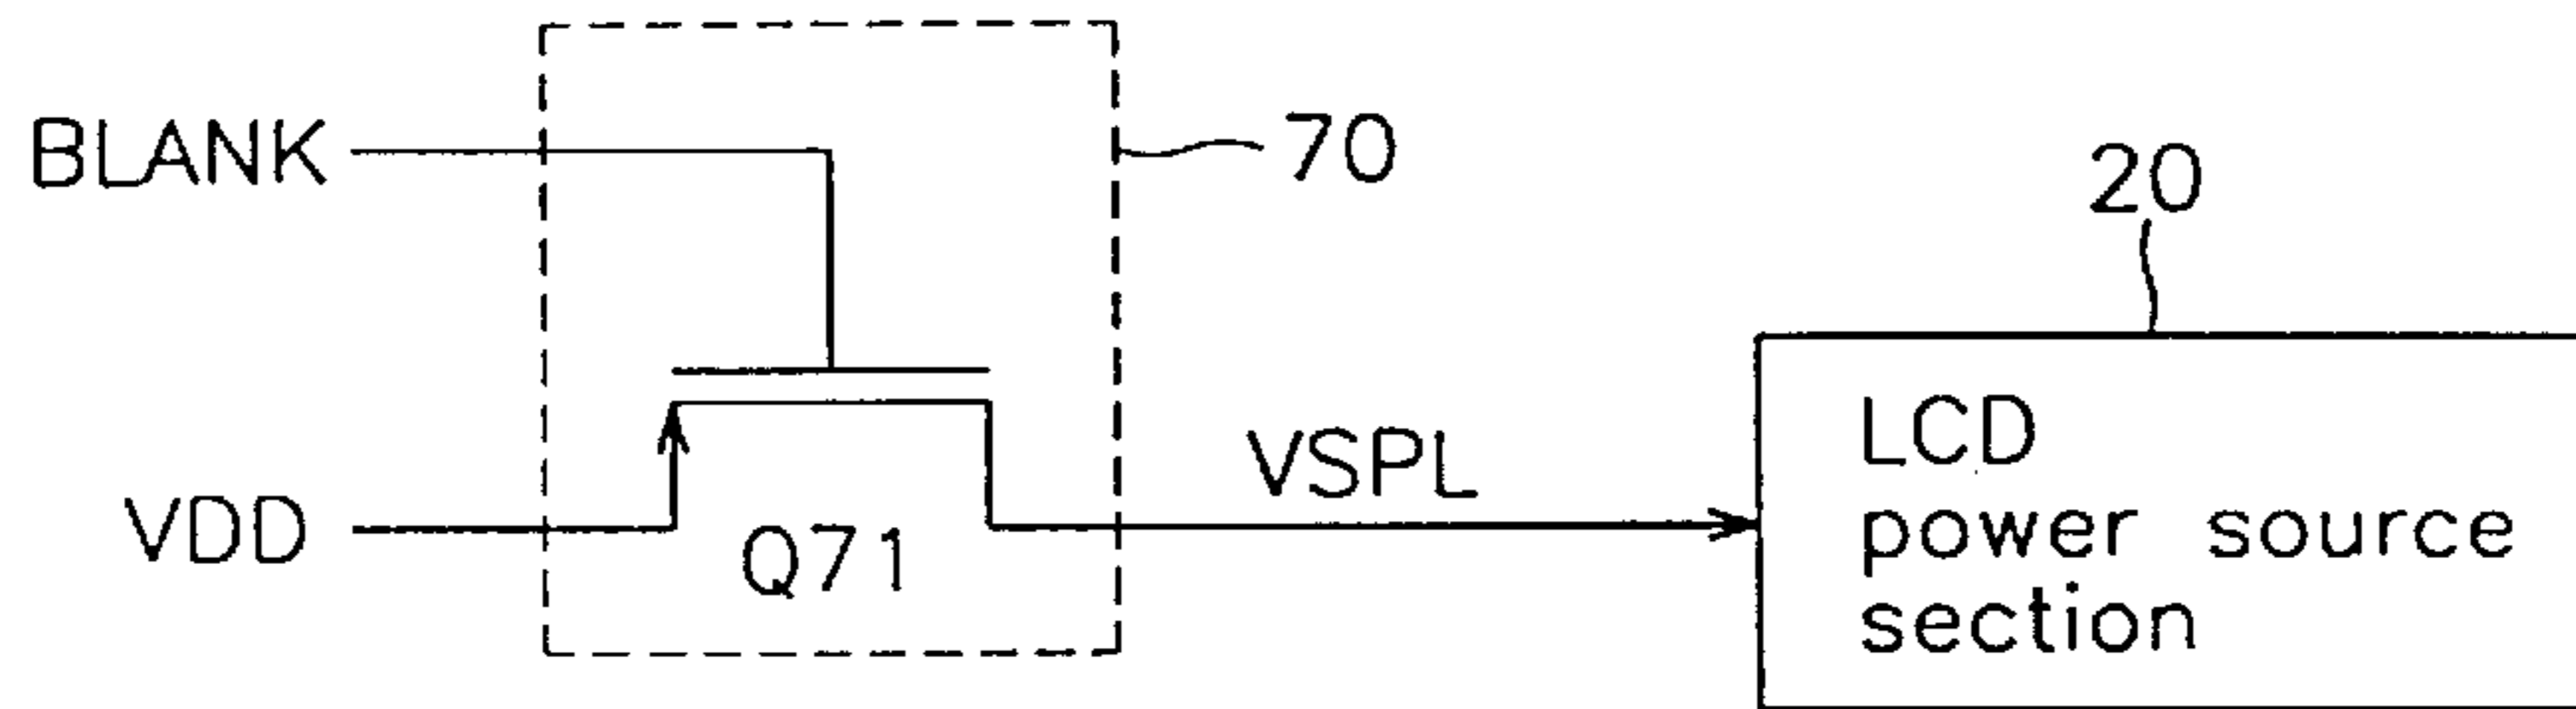 BLANK
70
20
VDD
Q71
VSPL
LCD
power source
section